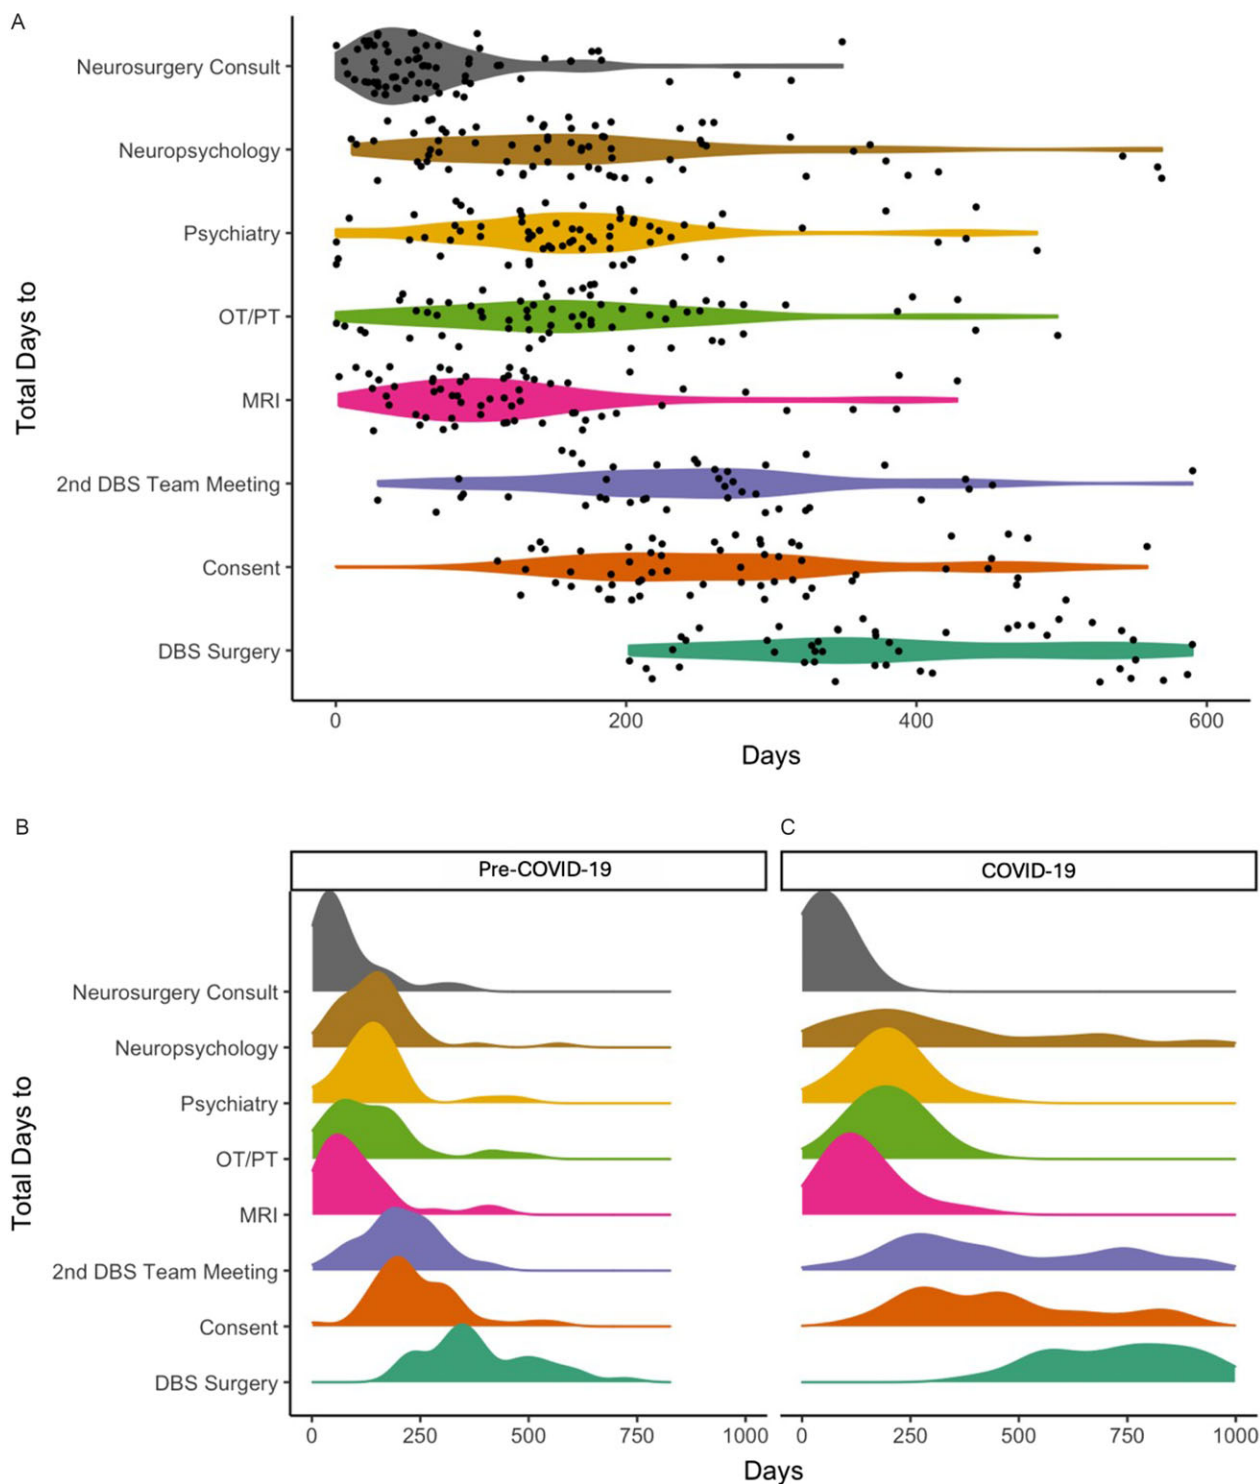 A
Total Days to
Neurosurgery Consult
Neuropsychology
Psychiatry
OT/PT
MRI
2nd DBS Team Meeting
Consent
DBS Surgery
0 200 400 600
Days
B
C
Pre-COVID-19
COVID-19
Total Days to
Neurosurgery Consult
Neuropsychology
Psychiatry
OT/PT
MRI
2nd DBS Team Meeting
Consent
DBS Surgery
0 250 500 750 1000
0 250 500 750 1000
Days